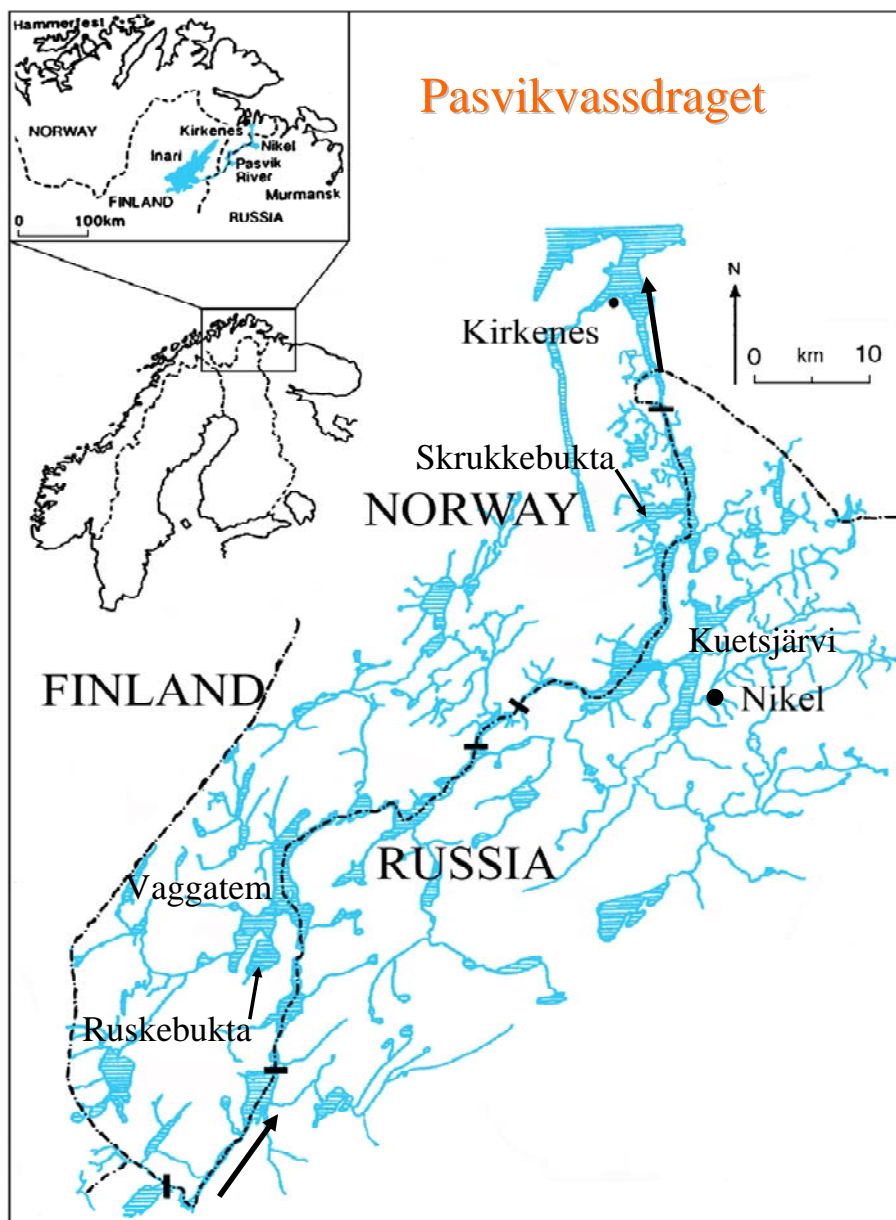 Hammerfest
NORWAY
Kirkenes
Inari
Nikel
Pasvik
River
Murmansk
FINLAND
RUSSIA
0 100km
Pasvikvassdraget
N
Kirkenes
0 km 10
Skrukkebukta
NORWAY
Kuetsjärvi
FINLAND
Nikel
RUSSIA
Vaggatem
Ruskebukta